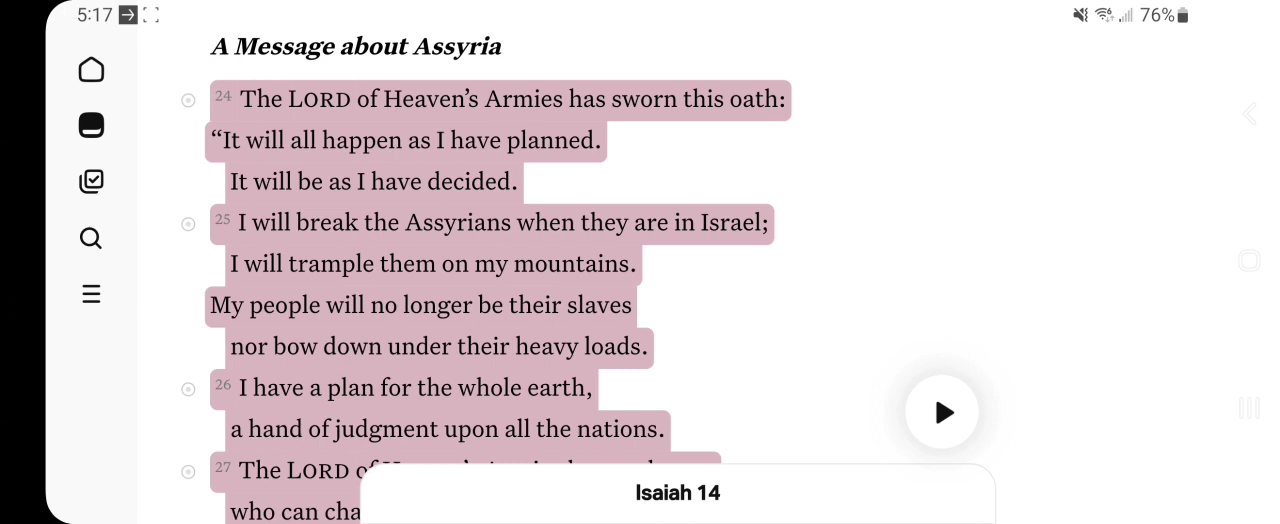 5:17
76%
A Message about Assyria
24 The LORD of Heaven’s Armies has sworn this oath:
“It will all happen as I have planned.
It will be as I have decided.
25 I will break the Assyrians when they are in Israel;
I will trample them on my mountains.
My people will no longer be their slaves
nor bow down under their heavy loads.
26 I have a plan for the whole earth,
a hand of judgment upon all the nations.
27 The LORD of
who can
Isaiah 14